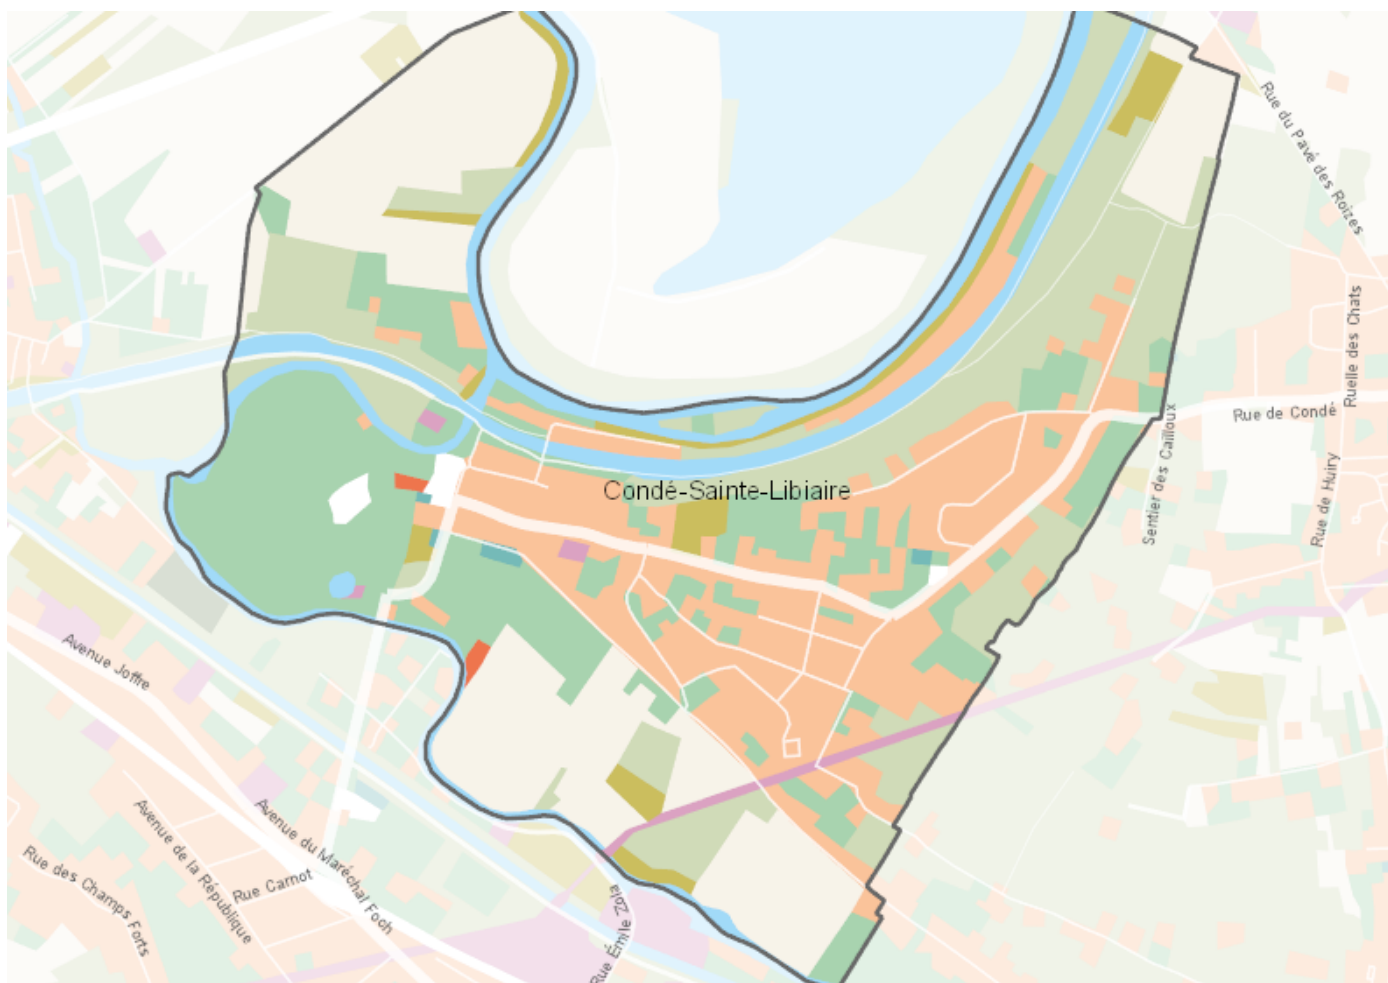 Rue du Pavé des Roizes
Ruelle des Chats
Rue de Condé
Sentier des Cailloux
Rue de Huiry
Condé-Sainte-Libiaire
Avenue Joffre
Avenue de la République
Avenue du Maréchal Foch
Rue Carnot
Rue des Champs Forts
Rue Émile Zola